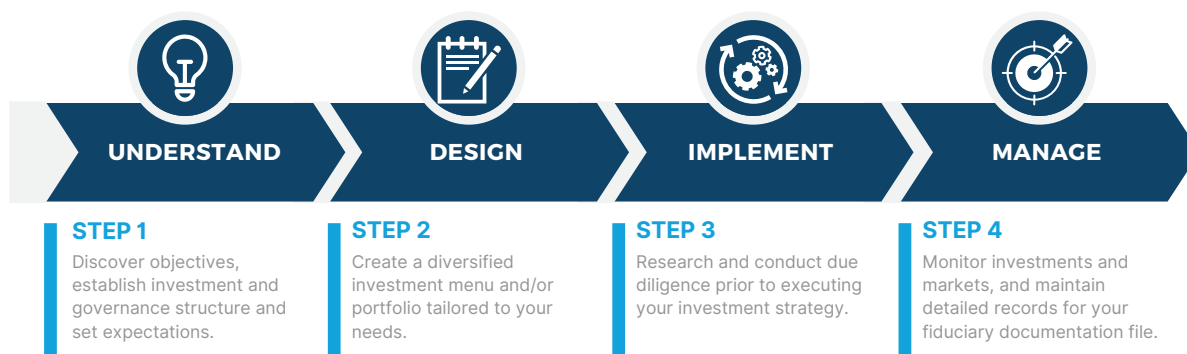 UNDERSTAND
DESIGN
IMPLEMENT
MANAGE
STEP 1
Discover objectives,
establish investment and
governance structure and
set expectations.
STEP 2
Create a diversified
investment menu and/or
portfolio tailored to your
needs.
STEP 3
Research and conduct due
diligence prior to executing
your investment strategy.
STEP 4
Monitor investments and
markets, and maintain
detailed records for your
fiduciary documentation file.